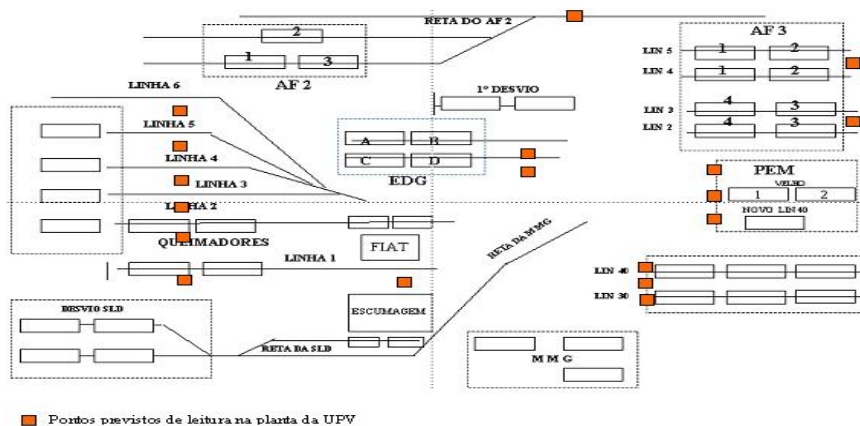 RETA DO AF 2
2
1 3
AF 2
AF 3
LIN 5 1 2
LIN 4 1 2
LIN 3 4 3
LIN 2 4 3
LINHA 6
1º DESVIO
LINHA 5
A B
C D
EDG
LINHA 4
LINHA 3
LINHA 2
PEM
VELHO
1 2
NOVO LIN 40
QUEIMADORES
FIAT
RETA DA MMG
LINHA 1
LIN 40
LIN 30
DESVIO SLD
ESCUMAGEM
RETA DA SLD
M M G
Pontos previstos de leitura na planta da UPV